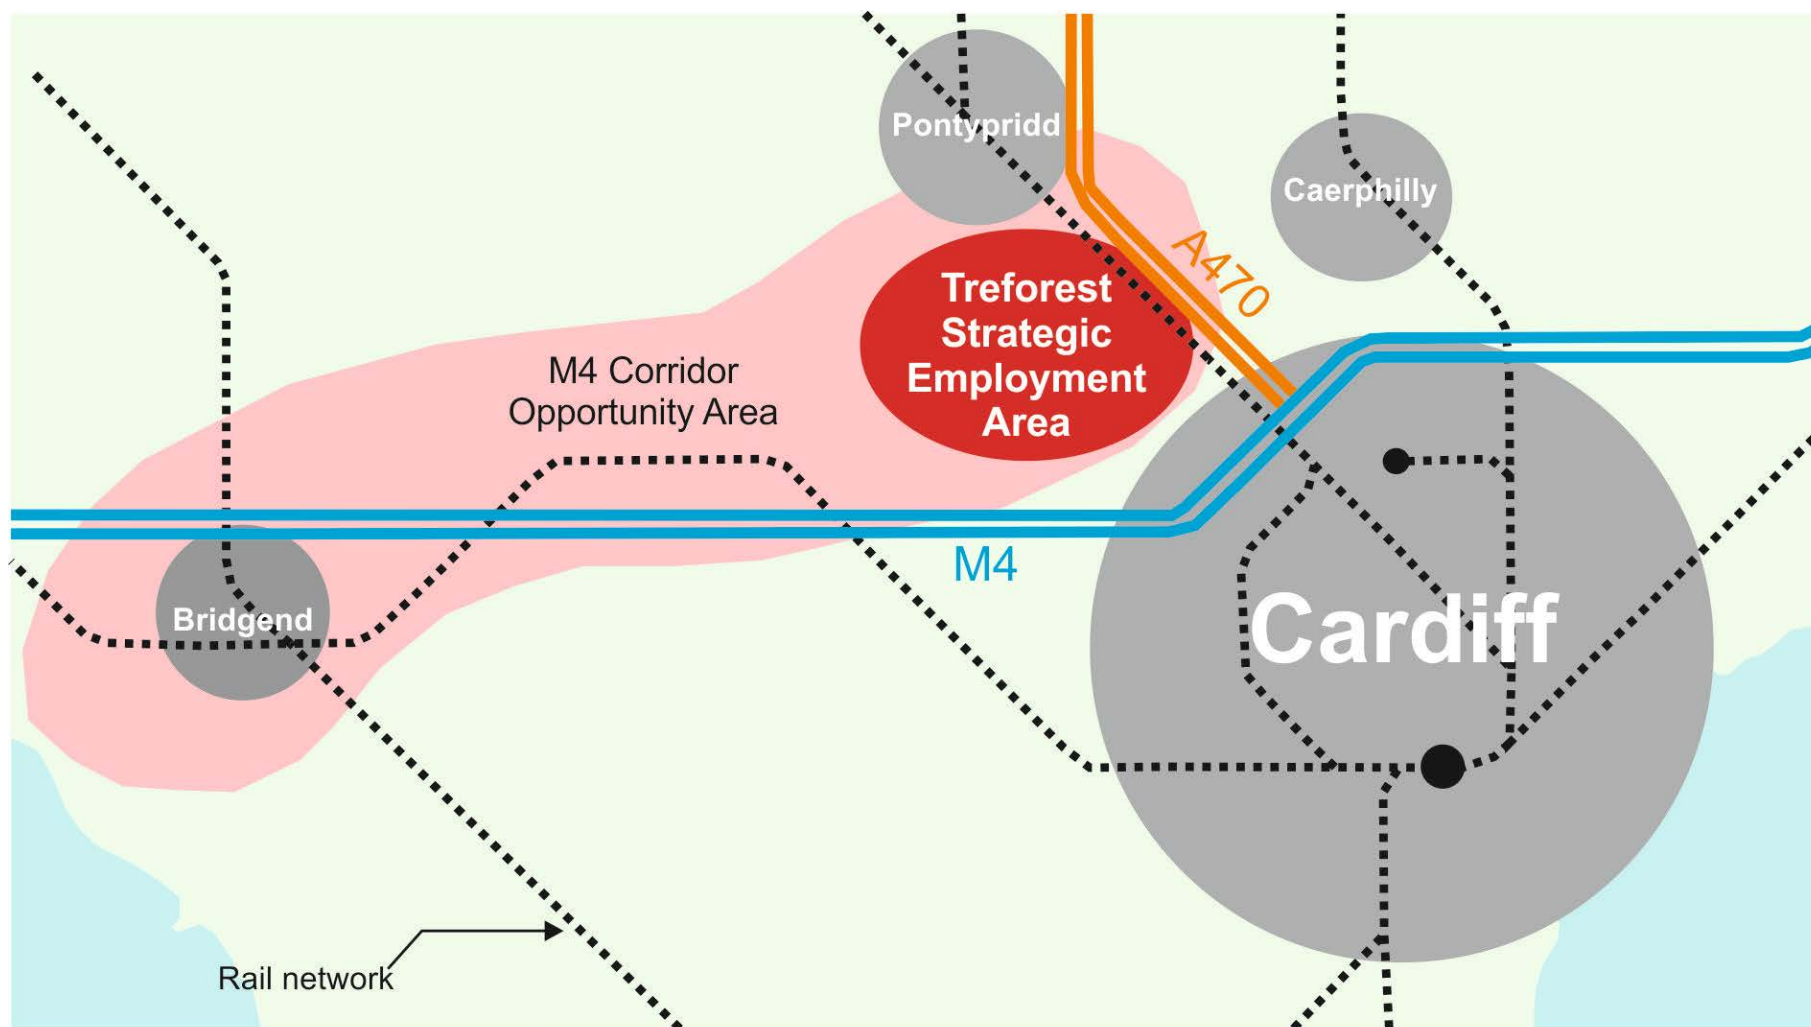 Pontypridd
Caerphilly
A470
Treforest
Strategic
Employment
Area
M4 Corridor
Opportunity Area
M4
Bridgend
Cardiff
Rail network